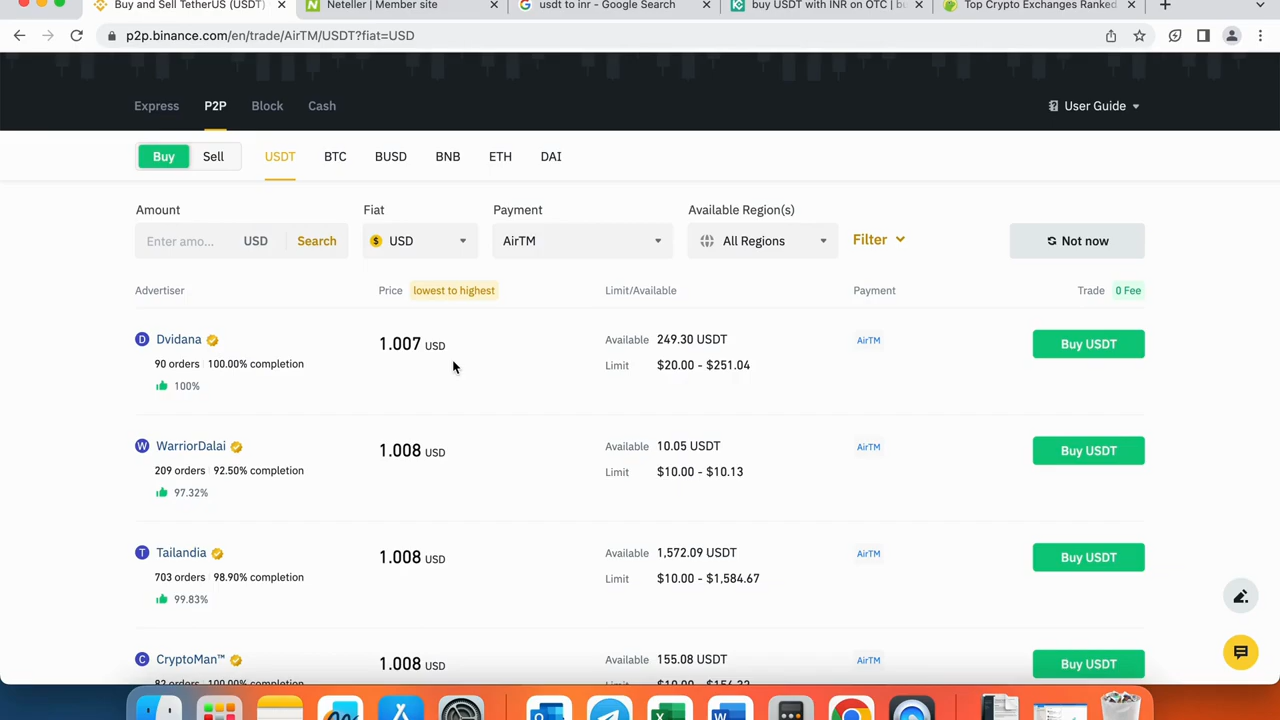 Buy and Sell TetherUS (USDT) ×
Neteller | Member site ×
usdt to inr - Google Search ×
buy USDT with INR on OTC | bu ×
Top Crypto Exchanges Ranked ×
p2p.binance.com/en/trade/AirTM/USDT?fiat=USD
Express P2P Block Cash User Guide
Buy Sell USDT BTC BUSD BNB ETH DAI
Amount Fiat Payment Available Region(s)
Enter amo... USD Search USD AirTM All Regions Filter Not now
Advertiser Price lowest to highest Limit/Available Payment Trade 0 Fee
D Dvidana 1.007 USD Available 249.30 USDT AirTM Buy USDT
90 orders 100.00% completion Limit $20.00 - $251.04
100%
W WarriorDalai 1.008 USD Available 10.05 USDT AirTM Buy USDT
209 orders 92.50% completion Limit $10.00 - $10.13
97.32%
T Tailandia 1.008 USD Available 1,572.09 USDT AirTM Buy USDT
703 orders 98.90% completion Limit $10.00 - $1,584.67
99.83%
C CryptoMan™ 1.008 USD Available 155.08 USDT AirTM Buy USDT